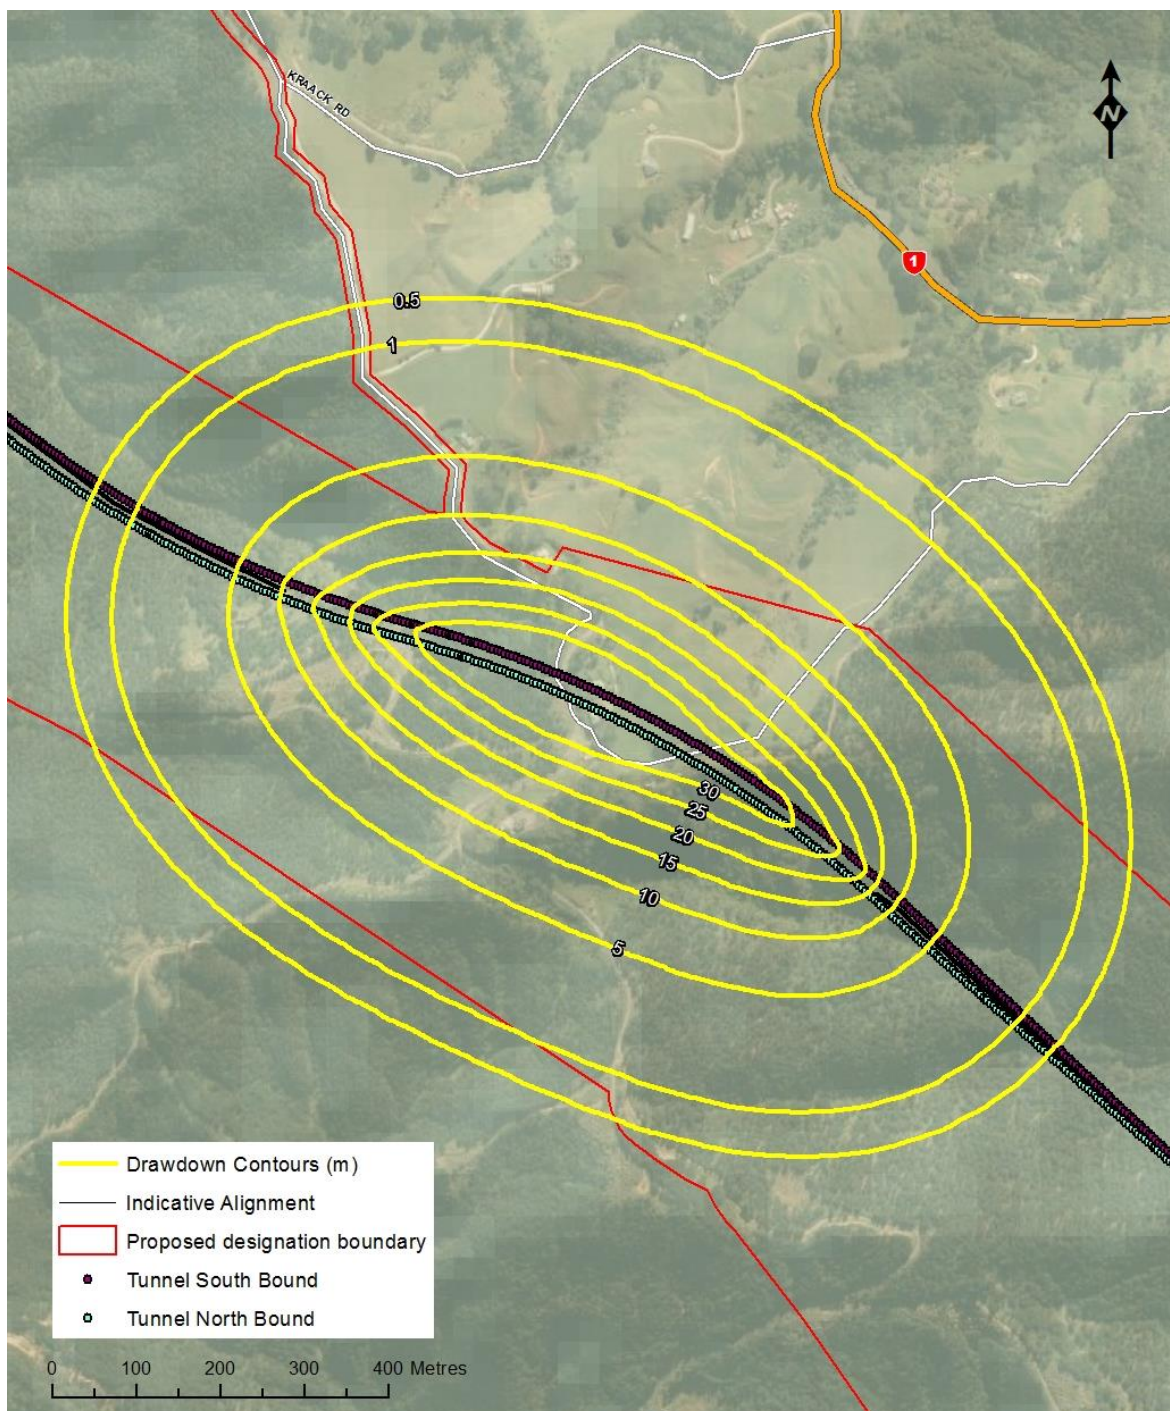 KRAACK RD
N
1
0.5
1
30
25
20
15
10
5
Drawdown Contours (m)
Indicative Alignment
Proposed designation boundary
Tunnel South Bound
Tunnel North Bound
0 100 200 300 400 Metres